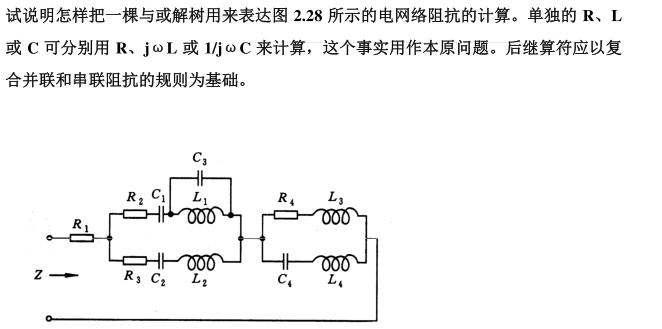 试说明怎样把一棵与或解树用来表达图 2.28 所示的电网络阻抗的计算。单独的 R、L
或 C 可分别用 R、jωL 或 1/jωC 来计算，这个事实用作本原问题。后继算符应以复
合并联和串联阻抗的规则为基础。
C₃
R₂ C₁ L₁ R₄ L₃
R₁
Z
R₃ C₂ L₂ C₄ L₄